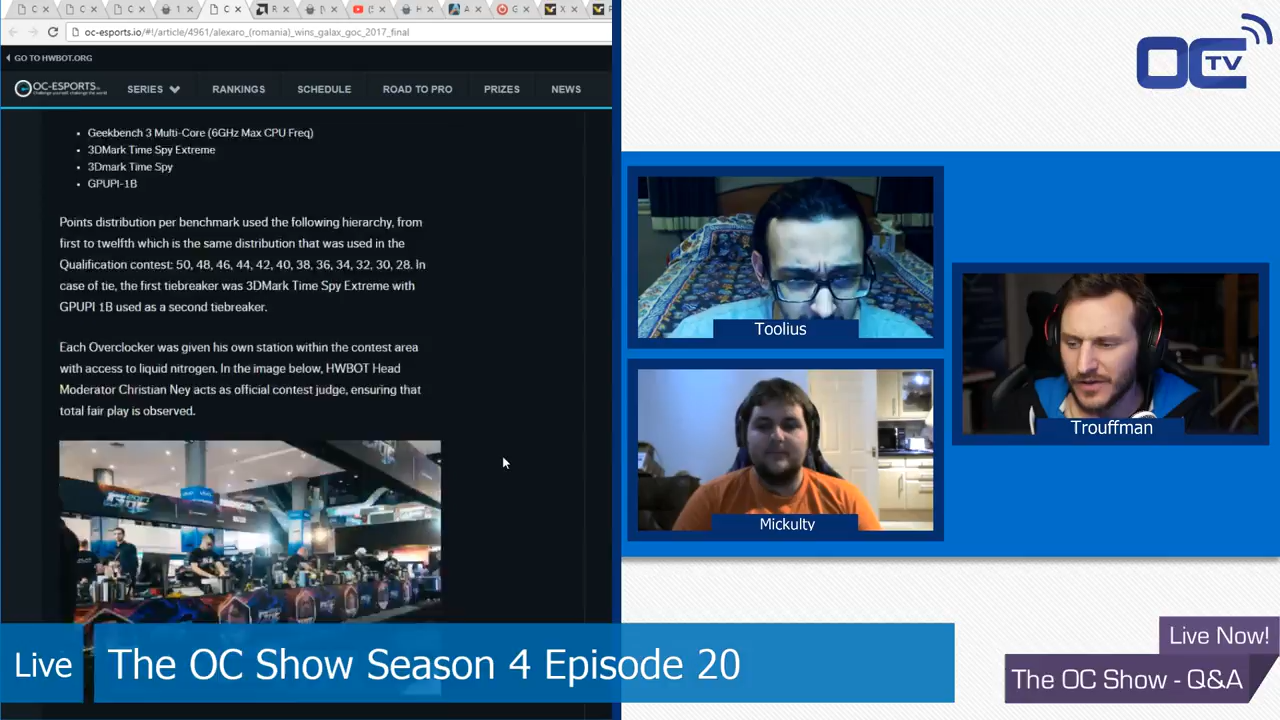 oc-esports.io/#!/article/4961/alexaro_(romania)_wins_galax_goc_2017_final
GO TO HWBOT.ORG
OC-ESPORTS
SERIES
RANKINGS
SCHEDULE
ROAD TO PRO
PRIZES
NEWS
• Geekbench 3 Multi-Core (6GHz Max CPU Freq)
• 3DMark Time Spy Extreme
• 3Dmark Time Spy
• GPUPI-1B
Points distribution per benchmark used the following hierarchy, from
first to twelfth which is the same distribution that was used in the
Qualification contest: 50, 48, 46, 44, 42, 40, 38, 36, 34, 32, 30, 28. In
case of tie, the first tiebreaker was 3DMark Time Spy Extreme with
GPUPI 1B used as a second tiebreaker.
Each Overclocker was given his own station within the contest area
with access to liquid nitrogen. In the image below, HWBOT Head
Moderator Christian Ney acts as official contest judge, ensuring that
total fair play is observed.
OC
TV
Toolius
Mickulty
Trouffman
Live
The OC Show Season 4 Episode 20
Live Now!
The OC Show - Q&A